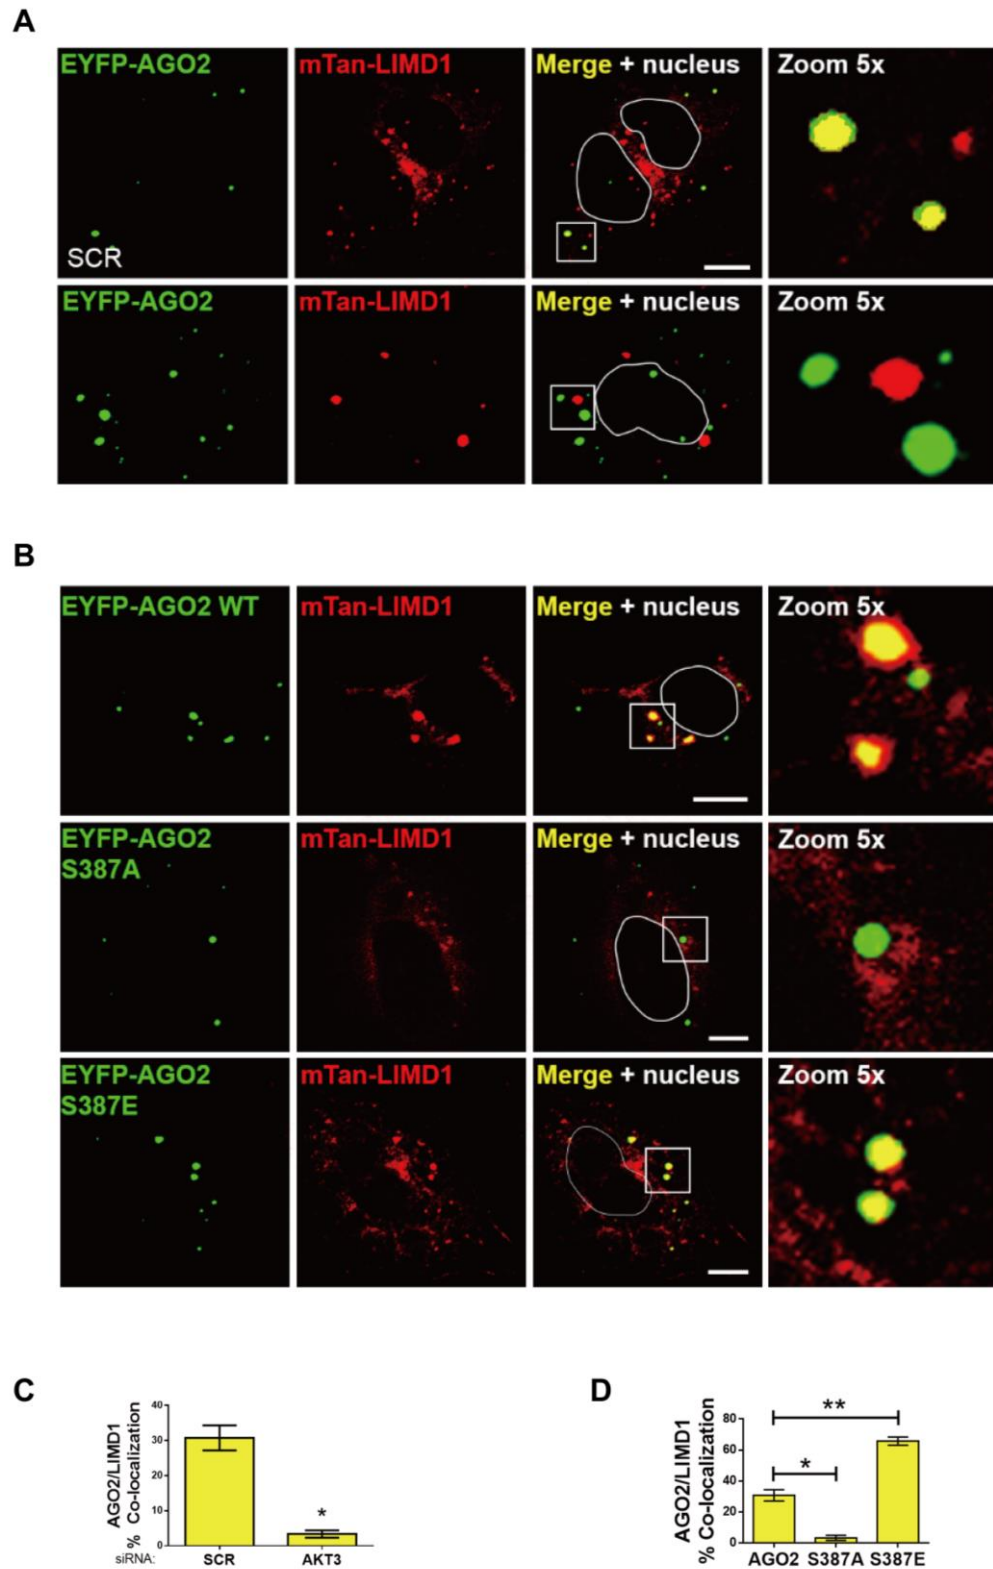 A
EYFP-AGO2 mTan-LIMD1 Merge + nucleus Zoom 5x
SCR
EYFP-AGO2 mTan-LIMD1 Merge + nucleus Zoom 5x
B
EYFP-AGO2 WT mTan-LIMD1 Merge + nucleus Zoom 5x
EYFP-AGO2 mTan-LIMD1 Merge + nucleus Zoom 5x
S387A
EYFP-AGO2 mTan-LIMD1 Merge + nucleus Zoom 5x
S387E
C
AGO2/LIMD1
% Co-localization
40
30
20
10
0
*
siRNA: SCR AKT3
D
AGO2/LIMD1
% Co-localization
80
60
40
20
0
**
*
AGO2 S387A S387E